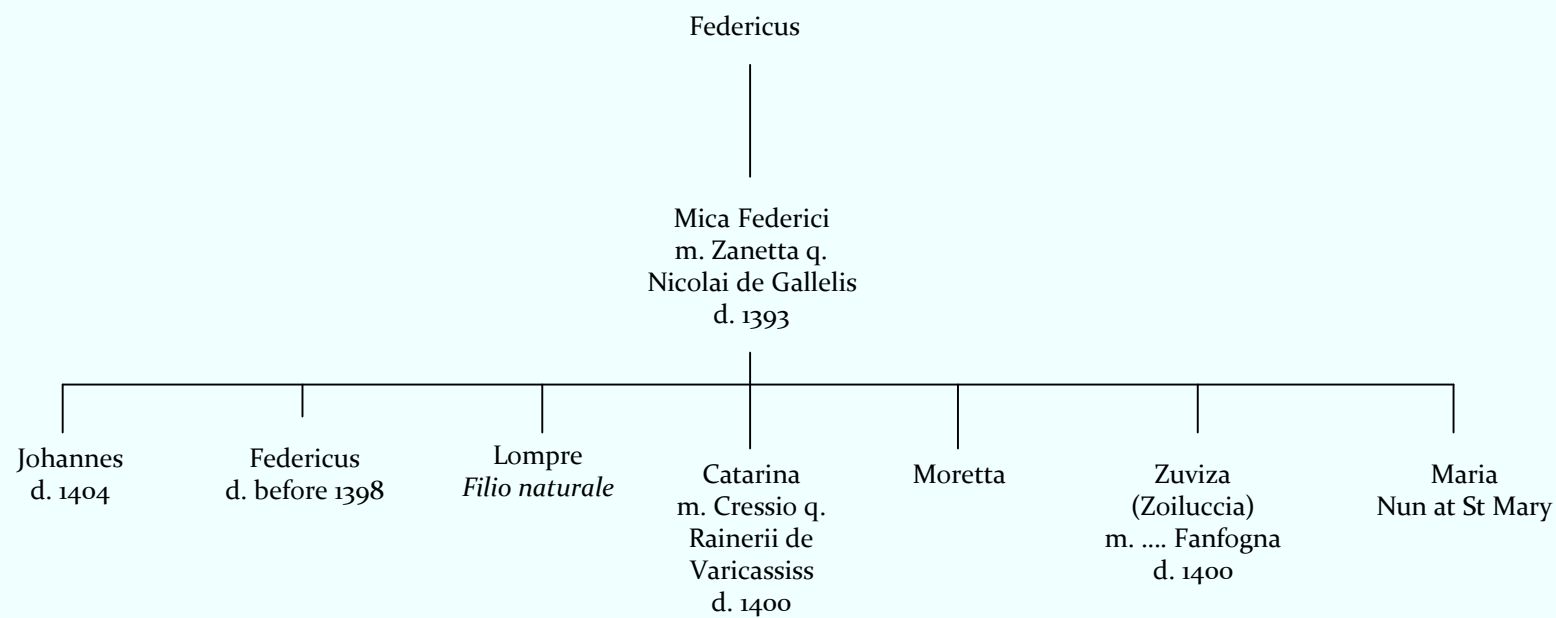 Federicus
Mica Federici
m. Zanetta q.
Nicolai de Gallelis
d. 1393
Johannes
d. 1404
Federicus
d. before 1398
Lompre
Filio naturale
Catarina
m. Cressio q.
Rainerii de
Varicassiss
d. 1400
Moretta
Zuviza
(Zoiluccia)
m. .... Fanfogna
d. 1400
Maria
Nun at St Mary